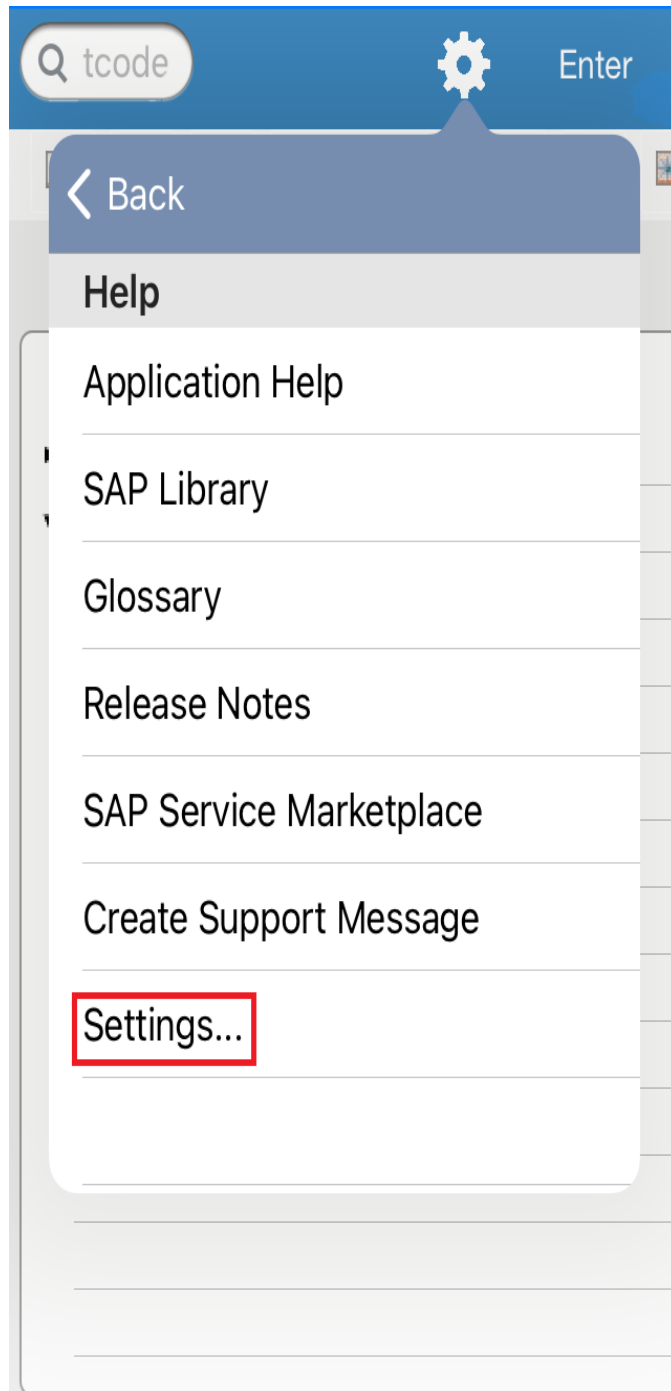 tcode
Enter
Back
Help
Application Help
SAP Library
Glossary
Release Notes
SAP Service Marketplace
Create Support Message
Settings...